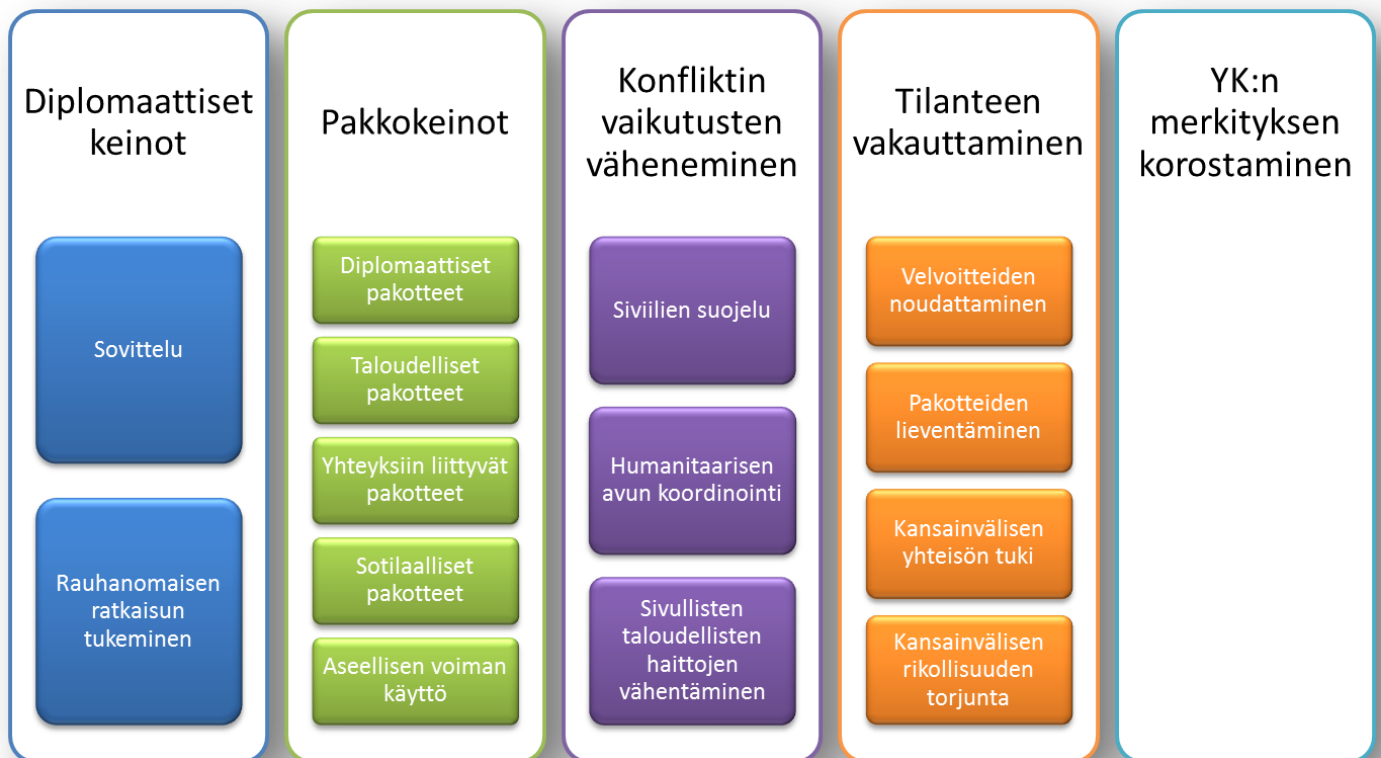 Diplomaattiset
keinot
Sovittelu
Rauhanomaisen
ratkaisun
tukeminen
Pakkokeinot
Diplomaattiset
pakotteet
Taloudelliset
pakotteet
Yhteyksiin liittyvät
pakotteet
Sotilaalliset
pakotteet
Aseellisen voiman
käyttö
Konfliktin
vaikutusten
väheneminen
Siviilien suojelu
Humanitaarisen
avun koordinointi
Sivullisten
taloudellisten
haittojen
vähentäminen
Tilanteen
vakauttaminen
Velvoitteiden
noudattaminen
Pakotteiden
lieventäminen
Kansainvälisen
yhteisön tuki
Kansainvälisen
rikollisuuden
torjunta
YK:n
merkityksen
korostaminen